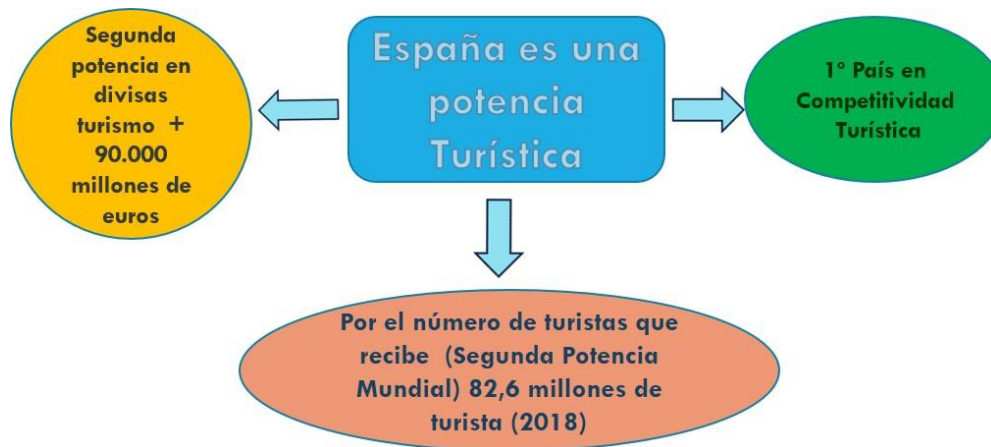 España es una
potencia
Turística
Segunda
potencia en
divisas
turismo +
90.000
millones de
euros
1º País en
Competitividad
Turística
Por el número de turistas que
recibe (Segunda Potencia
Mundial) 82,6 millones de
turista (2018)